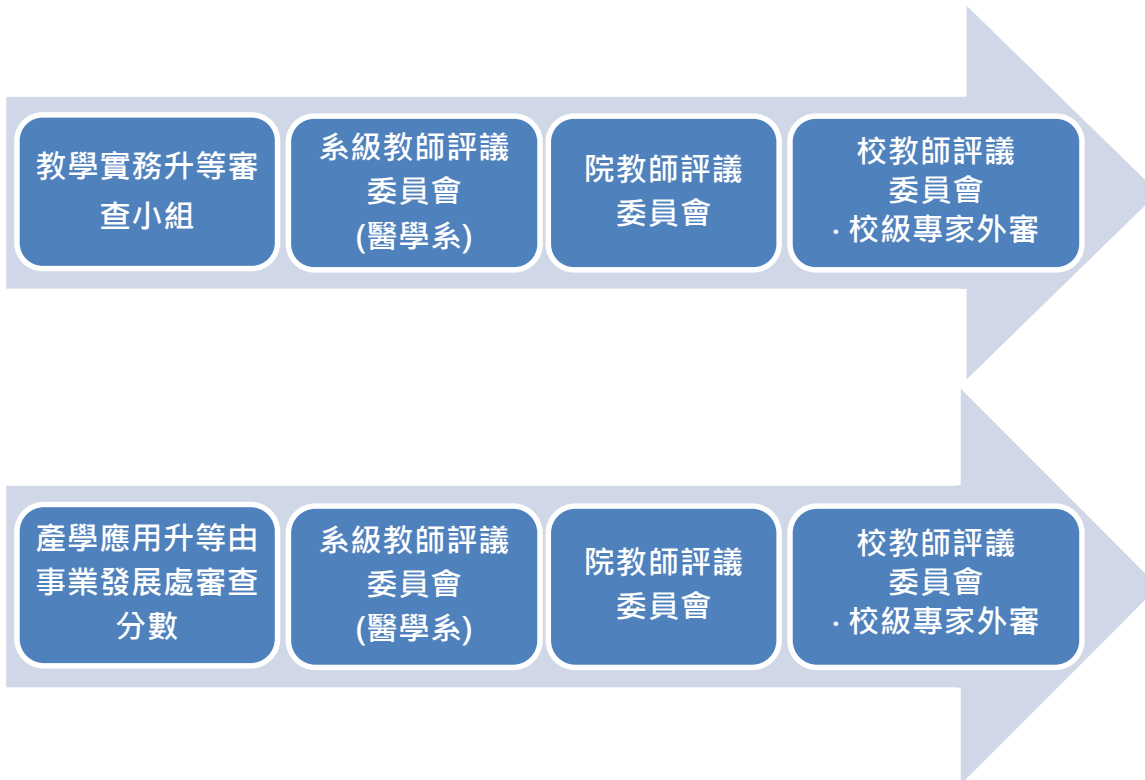 教學實務升等審
查小組
系級教師評議
委員會
(醫學系)
院教師評議
委員會
校教師評議
委員會
· 校級專家外審
產學應用升等由
事業發展處審查
分數
系級教師評議
委員會
(醫學系)
院教師評議
委員會
校教師評議
委員會
· 校級專家外審